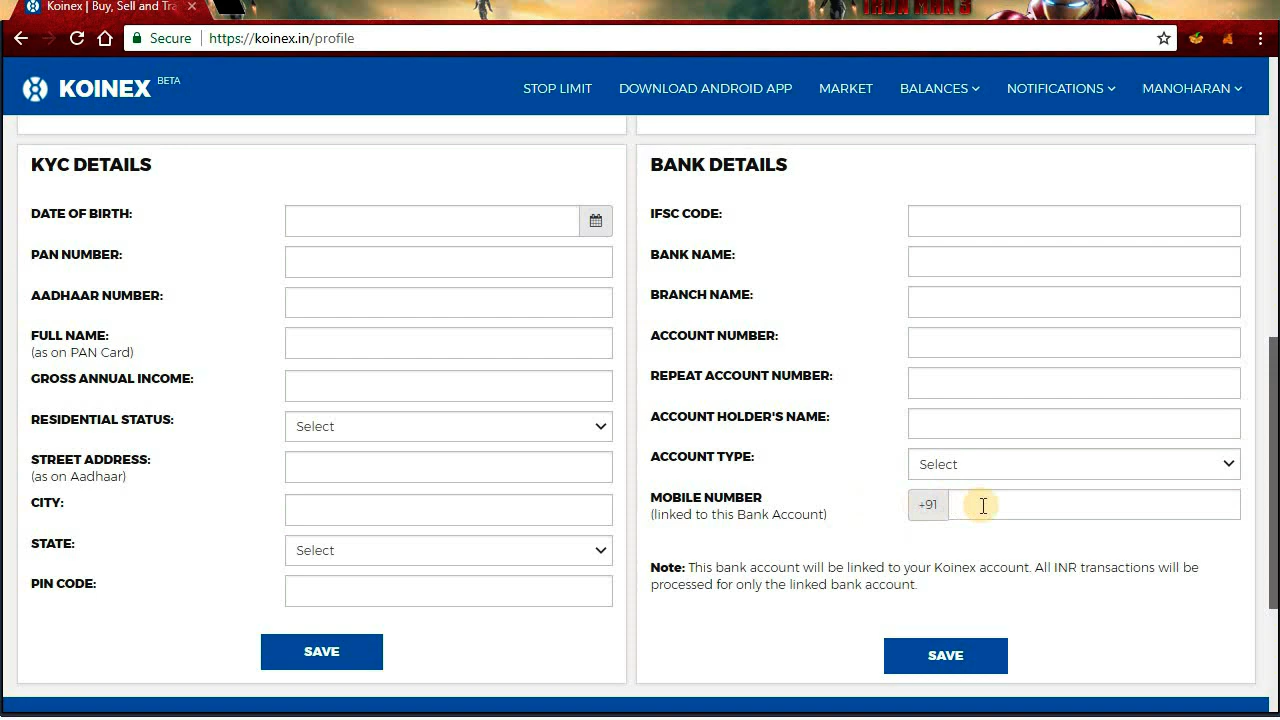 Koinex | Buy, Sell and Tra
IRON MAN 3
Secure
https://koinex.in/profile
KOINEX BETA
STOP LIMIT
DOWNLOAD ANDROID APP
MARKET
BALANCES
NOTIFICATIONS
MANOHARAN
KYC DETAILS
DATE OF BIRTH:
PAN NUMBER:
AADHAAR NUMBER:
FULL NAME:
(as on PAN Card)
GROSS ANNUAL INCOME:
RESIDENTIAL STATUS:
Select
STREET ADDRESS:
(as on Aadhaar)
CITY:
STATE:
Select
PIN CODE:
SAVE
BANK DETAILS
IFSC CODE:
BANK NAME:
BRANCH NAME:
ACCOUNT NUMBER:
REPEAT ACCOUNT NUMBER:
ACCOUNT HOLDER'S NAME:
ACCOUNT TYPE:
Select
MOBILE NUMBER
(linked to this Bank Account)
+91
Note: This bank account will be linked to your Koinex account. All INR transactions will be
processed for only the linked bank account.
SAVE